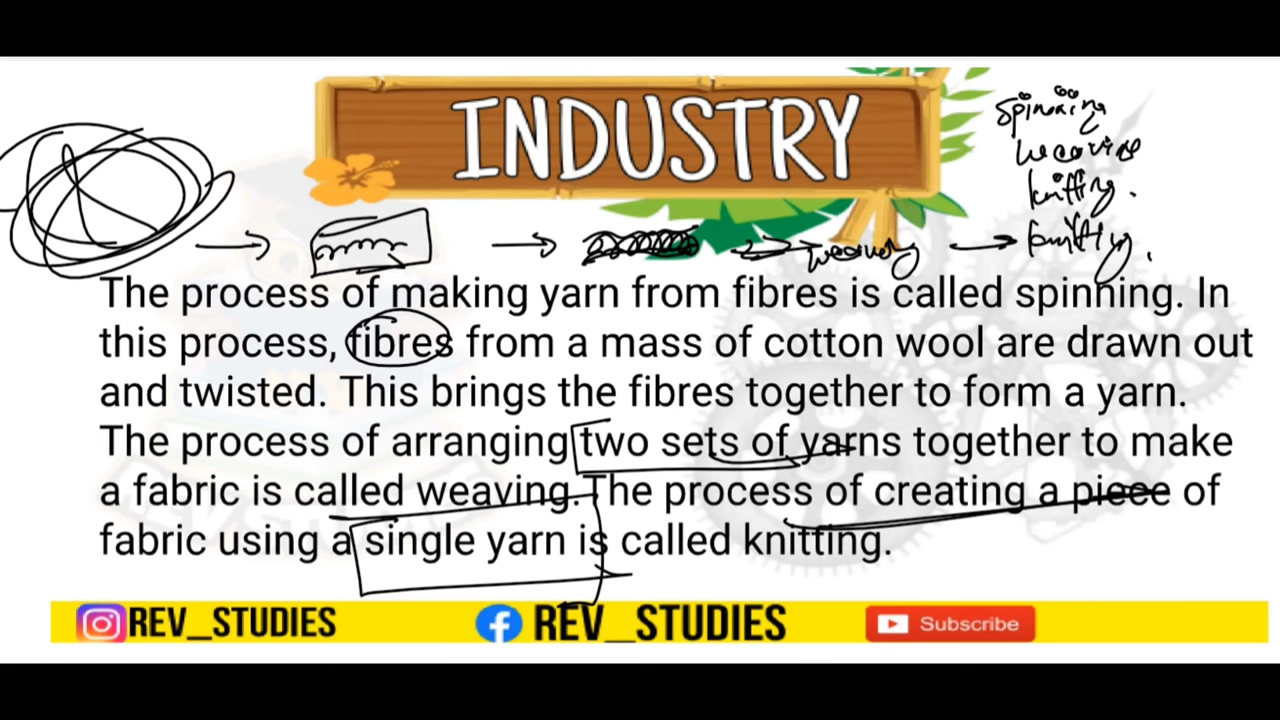 INDUSTRY
spinning
weaving
knitting.
weaving knitting.
The process of making yarn from fibres is called spinning. In
this process, fibres from a mass of cotton wool are drawn out
and twisted. This brings the fibres together to form a yarn.
The process of arranging two sets of yarns together to make
a fabric is called weaving. The process of creating a piece of
fabric using a single yarn is called knitting.
REV_STUDIES REV_STUDIES Subscribe